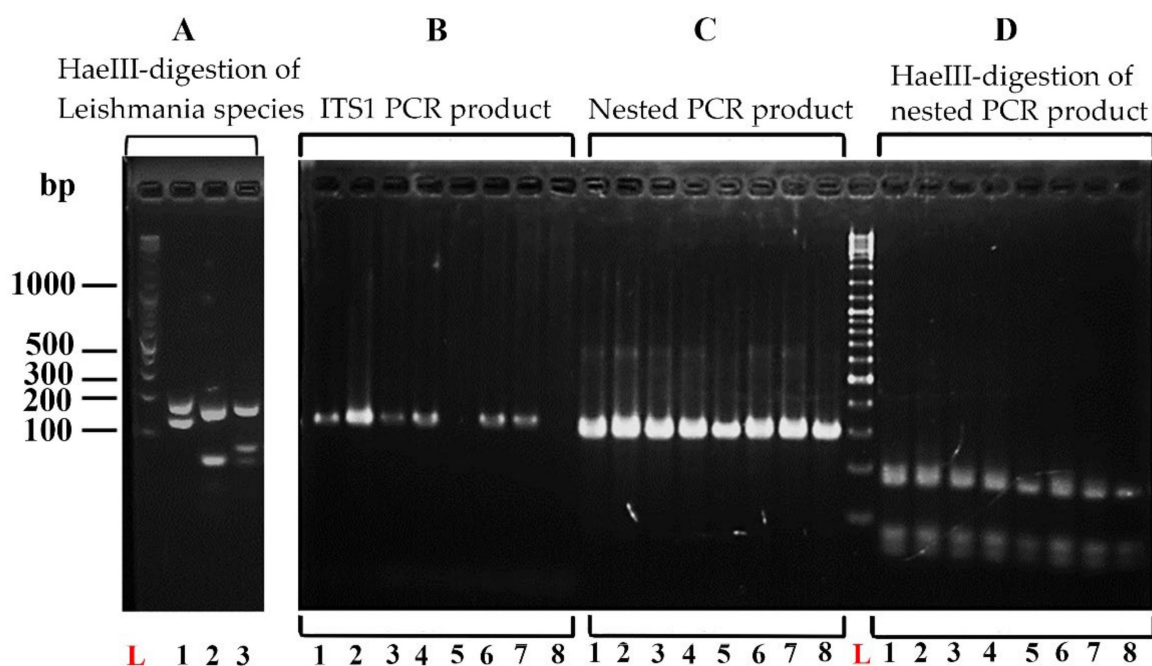 A
B
C
D
HaeIII-digestion of
Leishmania species
ITS1 PCR product
Nested PCR product
HaeIII-digestion of
nested PCR product
bp
1000
500
300
200
100
L 1 2 3
1 2 3 4 5 6 7 8
1 2 3 4 5 6 7 8
L
1 2 3 4 5 6 7 8